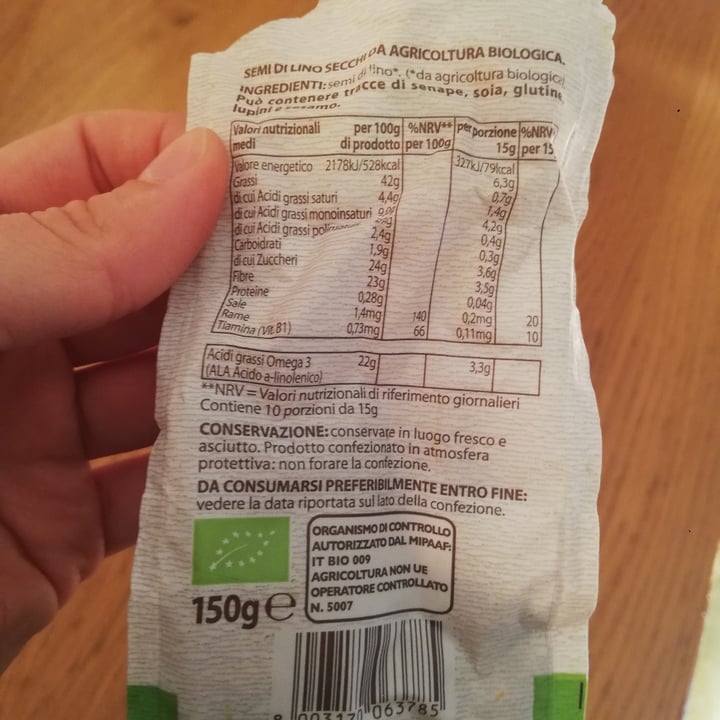 SEMI DI LINO SECCHI DA AGRICOLTURA BIOLOGICA.
INGREDIENTI: semi di lino*. (*da agricoltura biologica)
Può contenere tracce di senape, soia, glutine,
lupini e sesamo.
Valori nutrizionali per 100g %NRV** per porzione %NRV
medi di prodotto per 100g 15g per 15
Valore energetico 2178kJ/528kcal 327kJ/79kcal
Grassi 42g 6,3g
di cui Acidi grassi saturi 4,4g 0,7g
di cui Acidi grassi monoinsaturi 1,4g
di cui Acidi grassi polinsaturi 4,2g
Carboidrati 2,4g 0,4g
di cui Zuccheri 1,9g 0,3g
Fibre 24g 3,6g
Proteine 23g 3,5g
Sale 0,28g 0,04g
Rame 1,4mg 140 0,2mg 20
Tiamina (Vit. B1) 0,73mg 66 0,11mg 10
Acidi grassi Omega 3 22g 3,3g
(ALA Acido a-linolenico)
**NRV = Valori nutrizionali di riferimento giornalieri
Contiene 10 porzioni da 15g
CONSERVAZIONE: conservare in luogo fresco e
asciutto. Prodotto confezionato in atmosfera
protettiva: non forare la confezione.
DA CONSUMARSI PREFERIBILMENTE ENTRO FINE:
vedere la data riportata sul lato della confezione.
ORGANISMO DI CONTROLLO
AUTORIZZATO DAL MIPAAF:
IT BIO 009
AGRICOLTURA NON UE
OPERATORE CONTROLLATO
N. 5007
150g e
8 003170 063785